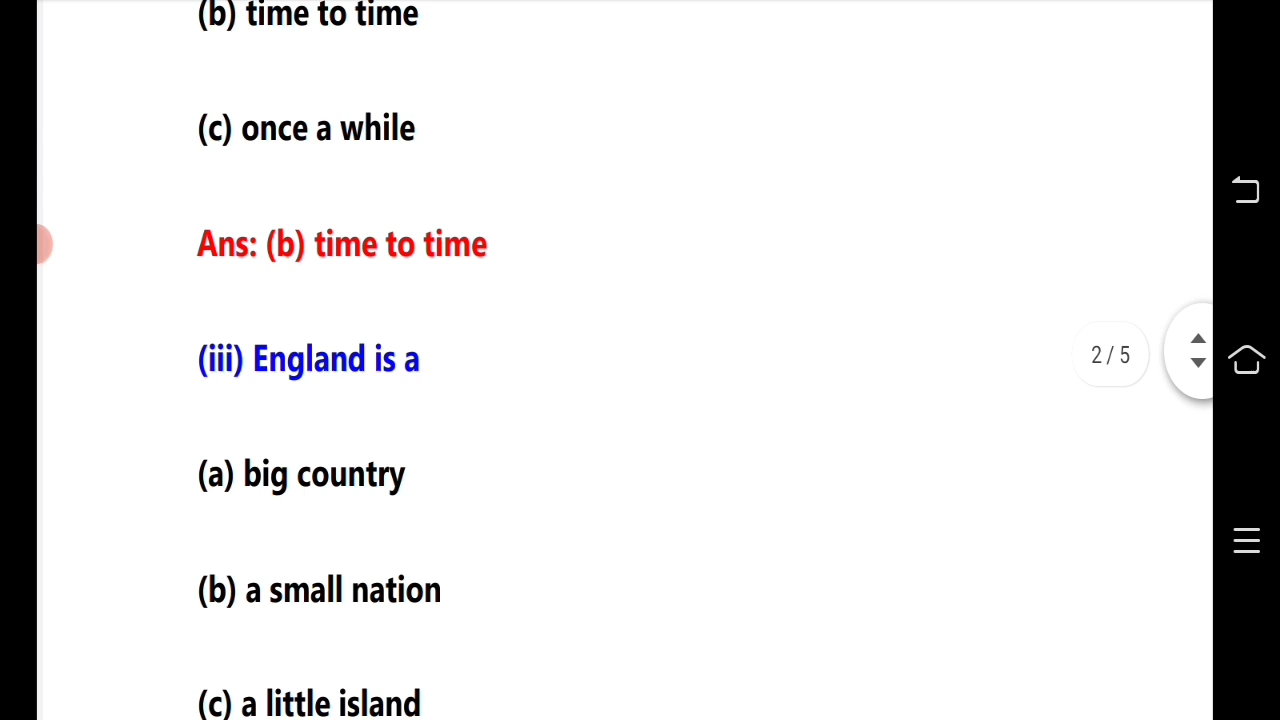 (b) time to time
(c) once a while
Ans: (b) time to time
(iii) England is a
2 / 5
(a) big country
(b) a small nation
(c) a little island